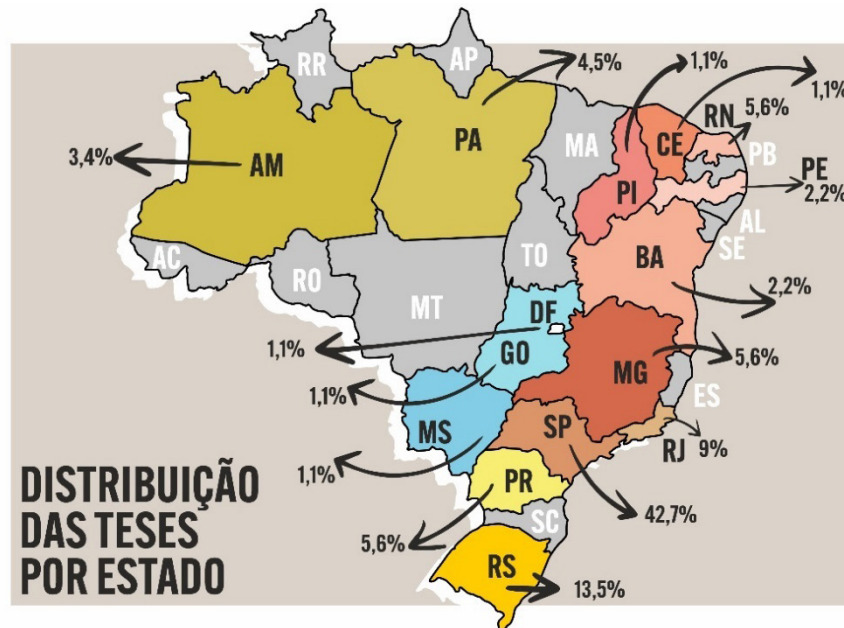 RR
AP
4,5%
1,1%
1,1%
RN
5,6%
3,4%
AM
PA
MA
CE
PB
PE
2,2%
PI
AL
SE
AC
RO
TO
BA
MT
2,2%
DF
1,1%
GO
5,6%
MG
1,1%
ES
MS
SP
RJ
9%
1,1%
PR
42,7%
SC
5,6%
RS
13,5%
DISTRIBUIÇÃO
DAS TESES
POR ESTADO